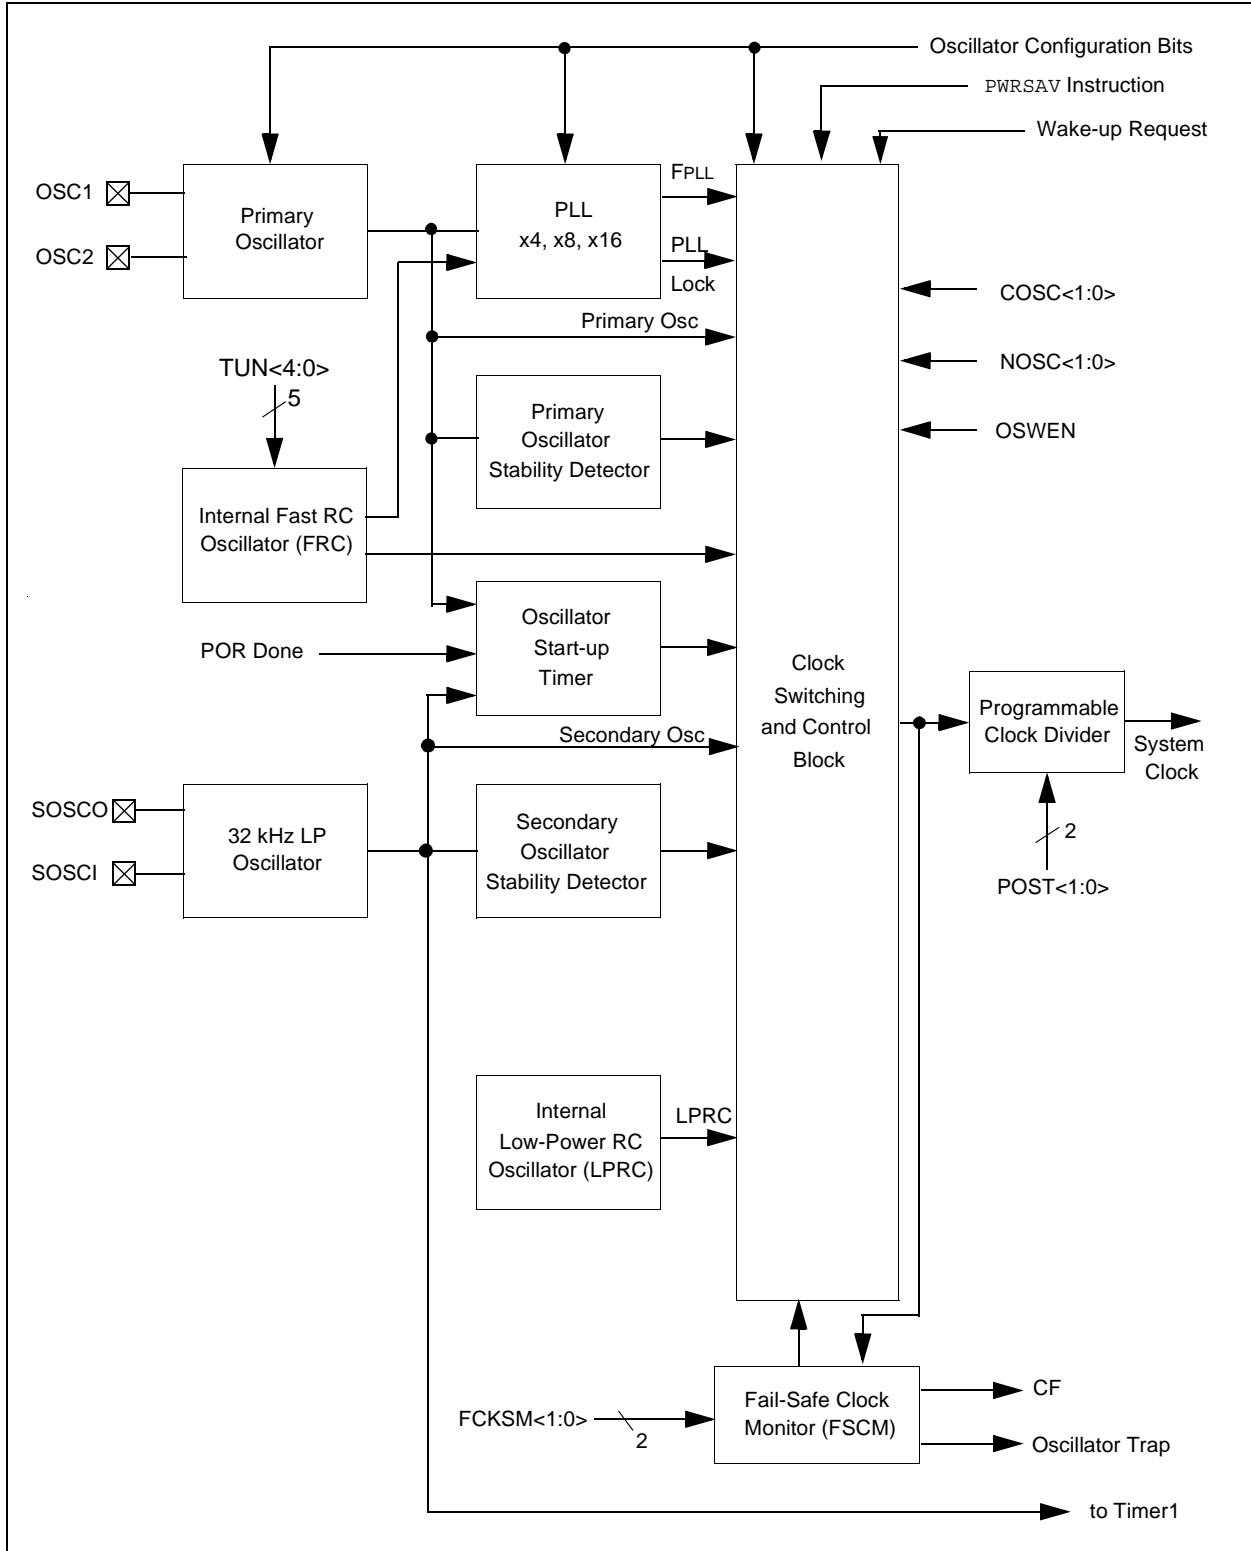 Oscillator Configuration Bits
PWRSAV Instruction
Wake-up Request
OSC1
OSC2
Primary
Oscillator
PLL
x4, x8, x16
FPLL
PLL
Lock
COSC<1:0>
Primary Osc
NOSC<1:0>
TUN<4:0>
5
Primary
Oscillator
Stability Detector
OSWEN
Internal Fast RC
Oscillator (FRC)
Oscillator
Start-up
Timer
POR Done
Clock
Switching
and Control
Block
Programmable
Clock Divider
System
Clock
Secondary Osc
SOSCO
SOSCI
32 kHz LP
Oscillator
Secondary
Oscillator
Stability Detector
2
POST<1:0>
Internal
Low-Power RC
Oscillator (LPRC)
LPRC
FCKSM<1:0>
2
Fail-Safe Clock
Monitor (FSCM)
CF
Oscillator Trap
to Timer1